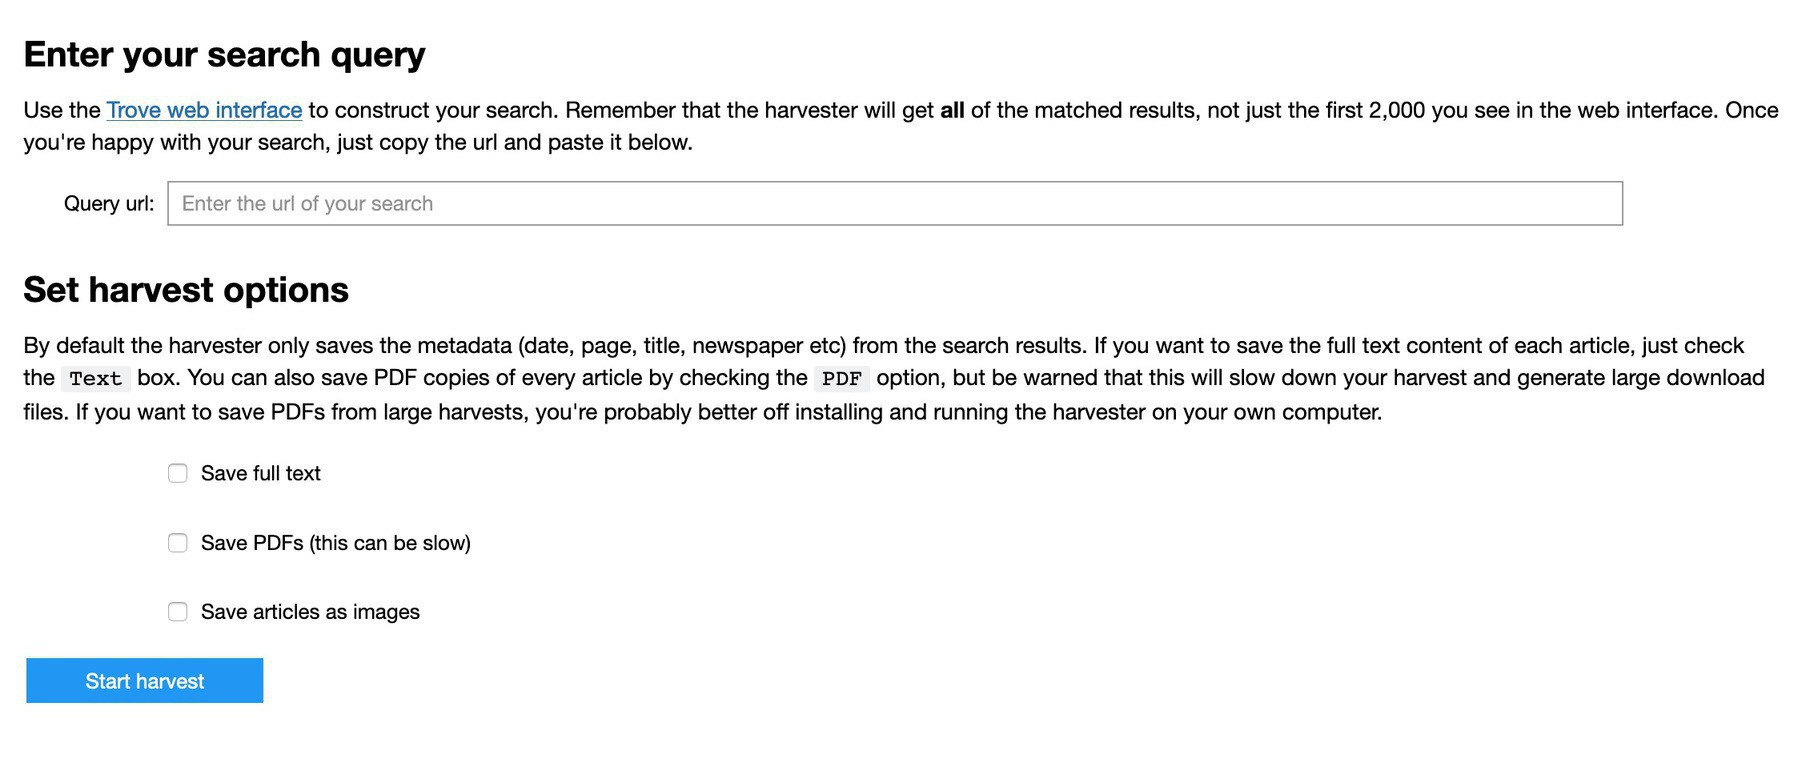 Enter your search query
Use the Trove web interface to construct your search. Remember that the harvester will get all of the matched results, not just the first 2,000 you see in the web interface. Once
you're happy with your search, just copy the url and paste it below.
Query url: Enter the url of your search
Set harvest options
By default the harvester only saves the metadata (date, page, title, newspaper etc) from the search results. If you want to save the full text content of each article, just check
the Text box. You can also save PDF copies of every article by checking the PDF option, but be warned that this will slow down your harvest and generate large download
files. If you want to save PDFs from large harvests, you're probably better off installing and running the harvester on your own computer.
Save full text
Save PDFs (this can be slow)
Save articles as images
Start harvest